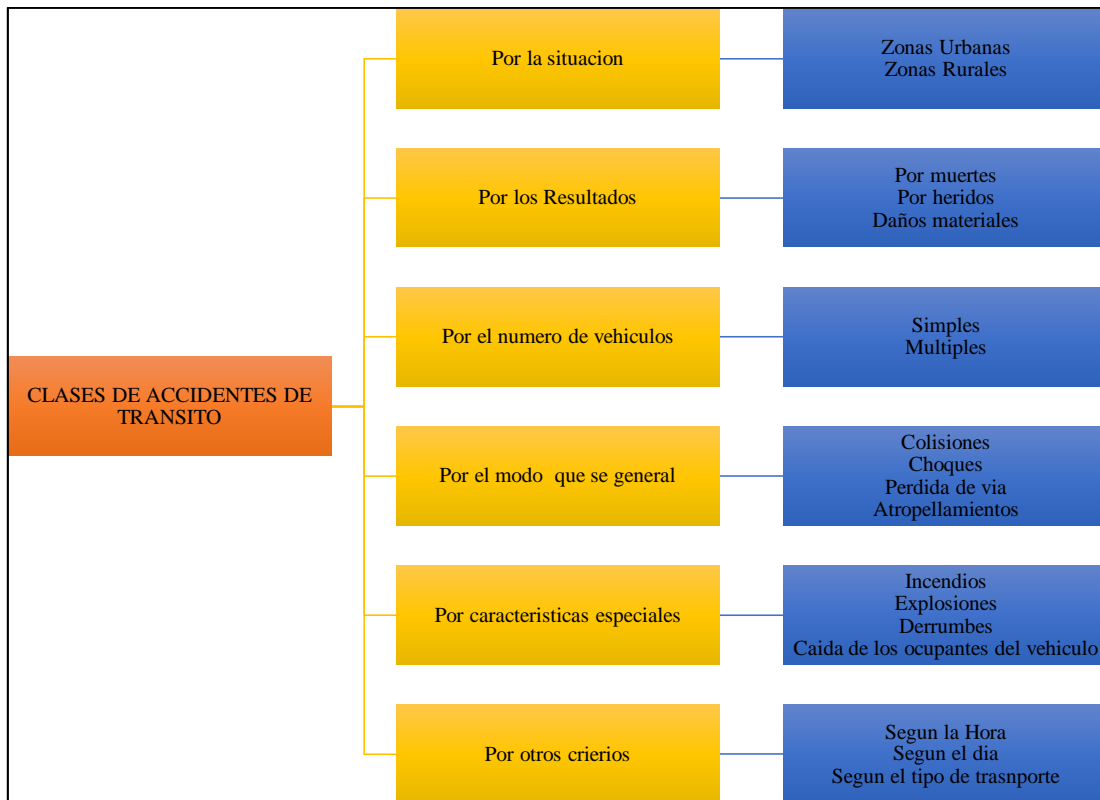 CLASES DE ACCIDENTES DE
TRANSITO
Por la situacion
Zonas Urbanas
Zonas Rurales
Por los Resultados
Por muertes
Por heridos
Daños materiales
Por el numero de vehiculos
Simples
Multiples
Por el modo que se general
Colisiones
Choques
Perdida de via
Atropellamientos
Por caracteristicas especiales
Incendios
Explosiones
Derrumbes
Caida de los ocupantes del vehiculo
Por otros crierios
Segun la Hora
Segun el dia
Segun el tipo de trasnporte